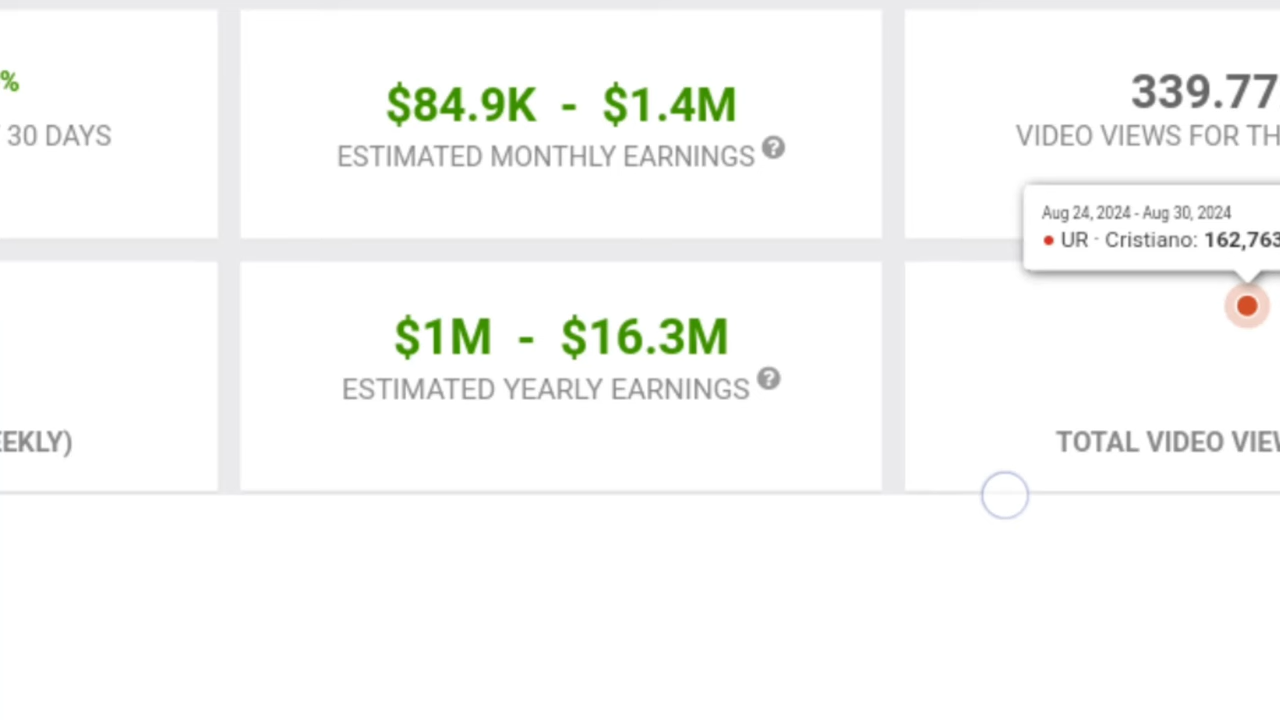 %
30 DAYS
$84.9K - $1.4M
ESTIMATED MONTHLY EARNINGS ?
339.77
VIDEO VIEWS FOR TH
Aug 24, 2024 - Aug 30, 2024
UR · Cristiano: 162,763
EEKLY)
$1M - $16.3M
ESTIMATED YEARLY EARNINGS ?
TOTAL VIDEO VIEW